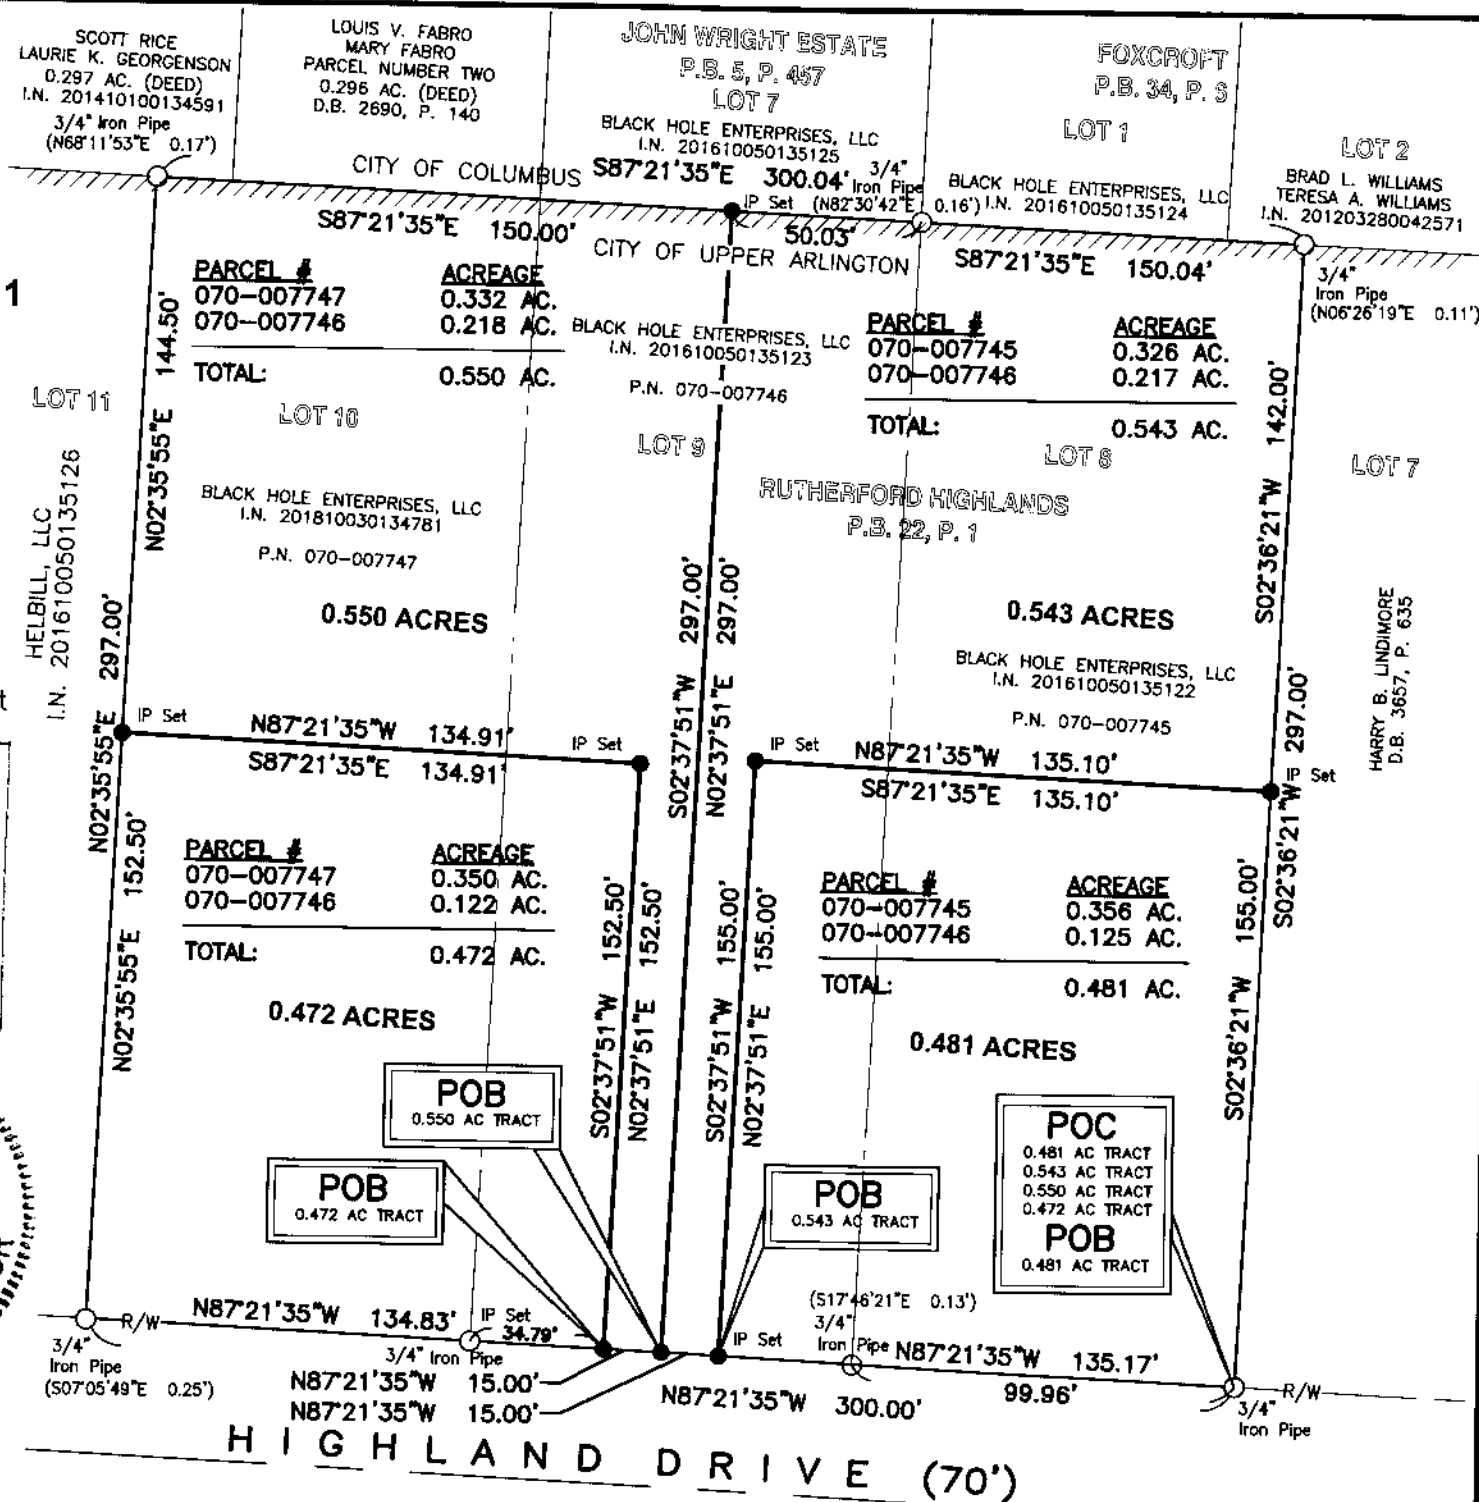 SCOTT RICE
LAURIE K. GEORGENSON
0.297 AC. (DEED)
I.N. 201410100134591
3/4" Iron Pipe
(N68°11'53"E 0.17')
LOUIS V. FABRO
MARY FABRO
PARCEL NUMBER TWO
0.296 AC. (DEED)
D.B. 2690, P. 140
JOHN WRIGHT ESTATE
P.B. 5, P. 457
LOT 7
BLACK HOLE ENTERPRISES, LLC
I.N. 201610050135125
FOXCROFT
P.B. 34, P. 6
LOT 1
BLACK HOLE ENTERPRISES, LLC
I.N. 201610050135124
LOT 2
BRAD L. WILLIAMS
TERESA A. WILLIAMS
I.N. 201203280042571
CITY OF COLUMBUS
S87°21'35"E 300.04'
3/4"
Iron Pipe
(N82°30'42"E 0.16')
IP Set
S87°21'35"E 150.00'
50.03'
CITY OF UPPER ARLINGTON
S87°21'35"E 150.04'
3/4"
Iron Pipe
(N06°26'19"E 0.11')
1
PARCEL # ACREAGE
070-007747 0.332 AC.
070-007746 0.218 AC.
TOTAL: 0.550 AC.
BLACK HOLE ENTERPRISES, LLC
I.N. 201610050135123
P.N. 070-007746
PARCEL # ACREAGE
070-007745 0.326 AC.
070-007746 0.217 AC.
TOTAL: 0.543 AC.
LOT 11
LOT 10
LOT 9
LOT 8
LOT 7
RUTHERFORD HIGHLANDS
P.B. 22, P. 1
HELBILL, LLC
I.N. 201610050135126
N02°35'55"E 144.50'
N02°35'55"E 297.00'
BLACK HOLE ENTERPRISES, LLC
I.N. 201810030134781
P.N. 070-007747
0.550 ACRES
S02°37'51"W 297.00'
N02°37'51"E 297.00'
0.543 ACRES
BLACK HOLE ENTERPRISES, LLC
I.N. 201610050135122
P.N. 070-007745
S02°36'21"W 142.00'
S02°36'21"W 297.00'
HARRY B. LINDIMORE
D.B. 3657, P. 635
t
IP Set
N87°21'35"W 134.91'
S87°21'35"E 134.91'
IP Set
IP Set
N87°21'35"W 135.10'
S87°21'35"E 135.10'
IP Set
N02°35'55"E 152.50'
PARCEL # ACREAGE
070-007747 0.350 AC.
070-007746 0.122 AC.
TOTAL: 0.472 AC.
0.472 ACRES
S02°37'51"W 152.50'
N02°37'51"E 152.50'
S02°37'51"W 155.00'
N02°37'51"E 155.00'
PARCEL # ACREAGE
070-007745 0.356 AC.
070-007746 0.125 AC.
TOTAL: 0.481 AC.
0.481 ACRES
S02°36'21"W 155.00'
POB
0.550 AC TRACT
POB
0.472 AC TRACT
POB
0.543 AC TRACT
POC
0.481 AC TRACT
0.543 AC TRACT
0.550 AC TRACT
0.472 AC TRACT
POB
0.481 AC TRACT
R/W
3/4"
Iron Pipe
(S07°05'49"E 0.25')
N87°21'35"W 134.83'
IP Set
34.79'
3/4" Iron Pipe
N87°21'35"W 15.00'
N87°21'35"W 15.00'
IP Set
(S17°46'21"E 0.13')
3/4"
Iron Pipe
N87°21'35"W 135.17'
N87°21'35"W 300.00'
99.96'
R/W
3/4"
Iron Pipe
HIGHLAND DRIVE (70')